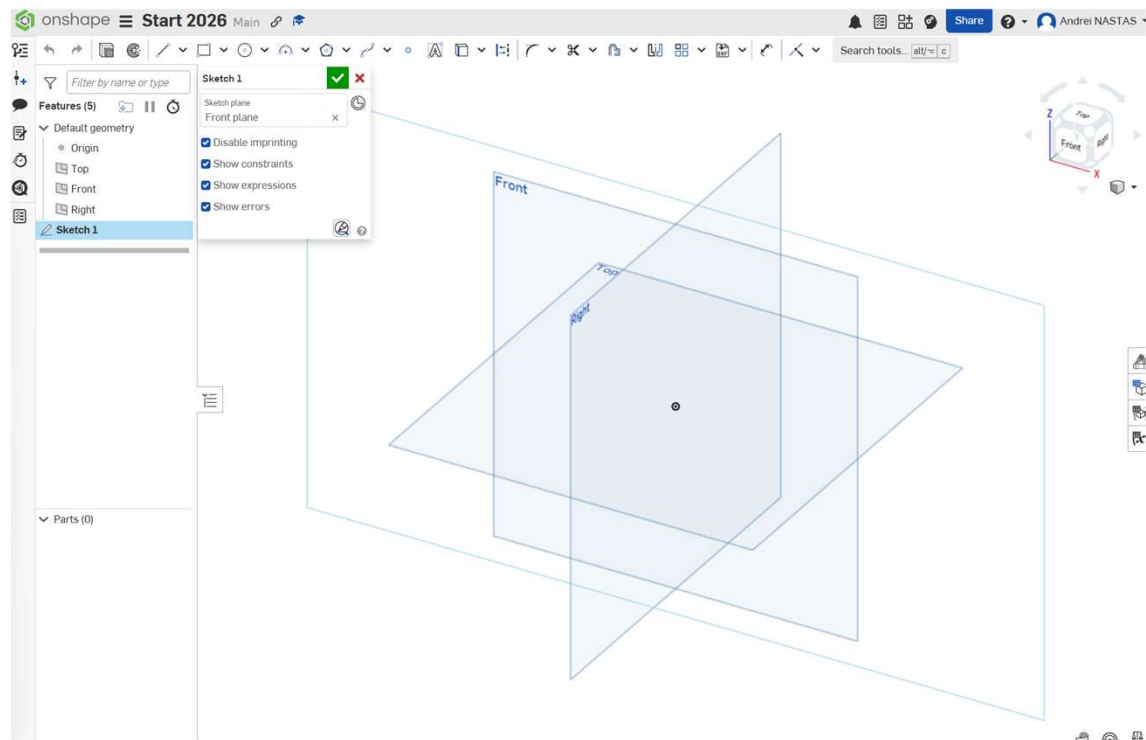 onshape Start 2026 Main Share Andrei NASTAS
Search tools... alt/~ c
Filter by name or type
Features (5)
Default geometry
Origin
Top
Front
Right
Sketch 1
Parts (0)
Sketch 1
Sketch plane
Front plane
Disable imprinting
Show constraints
Show expressions
Show errors
Front
Top
Right
Z
Top
Front
Right
X